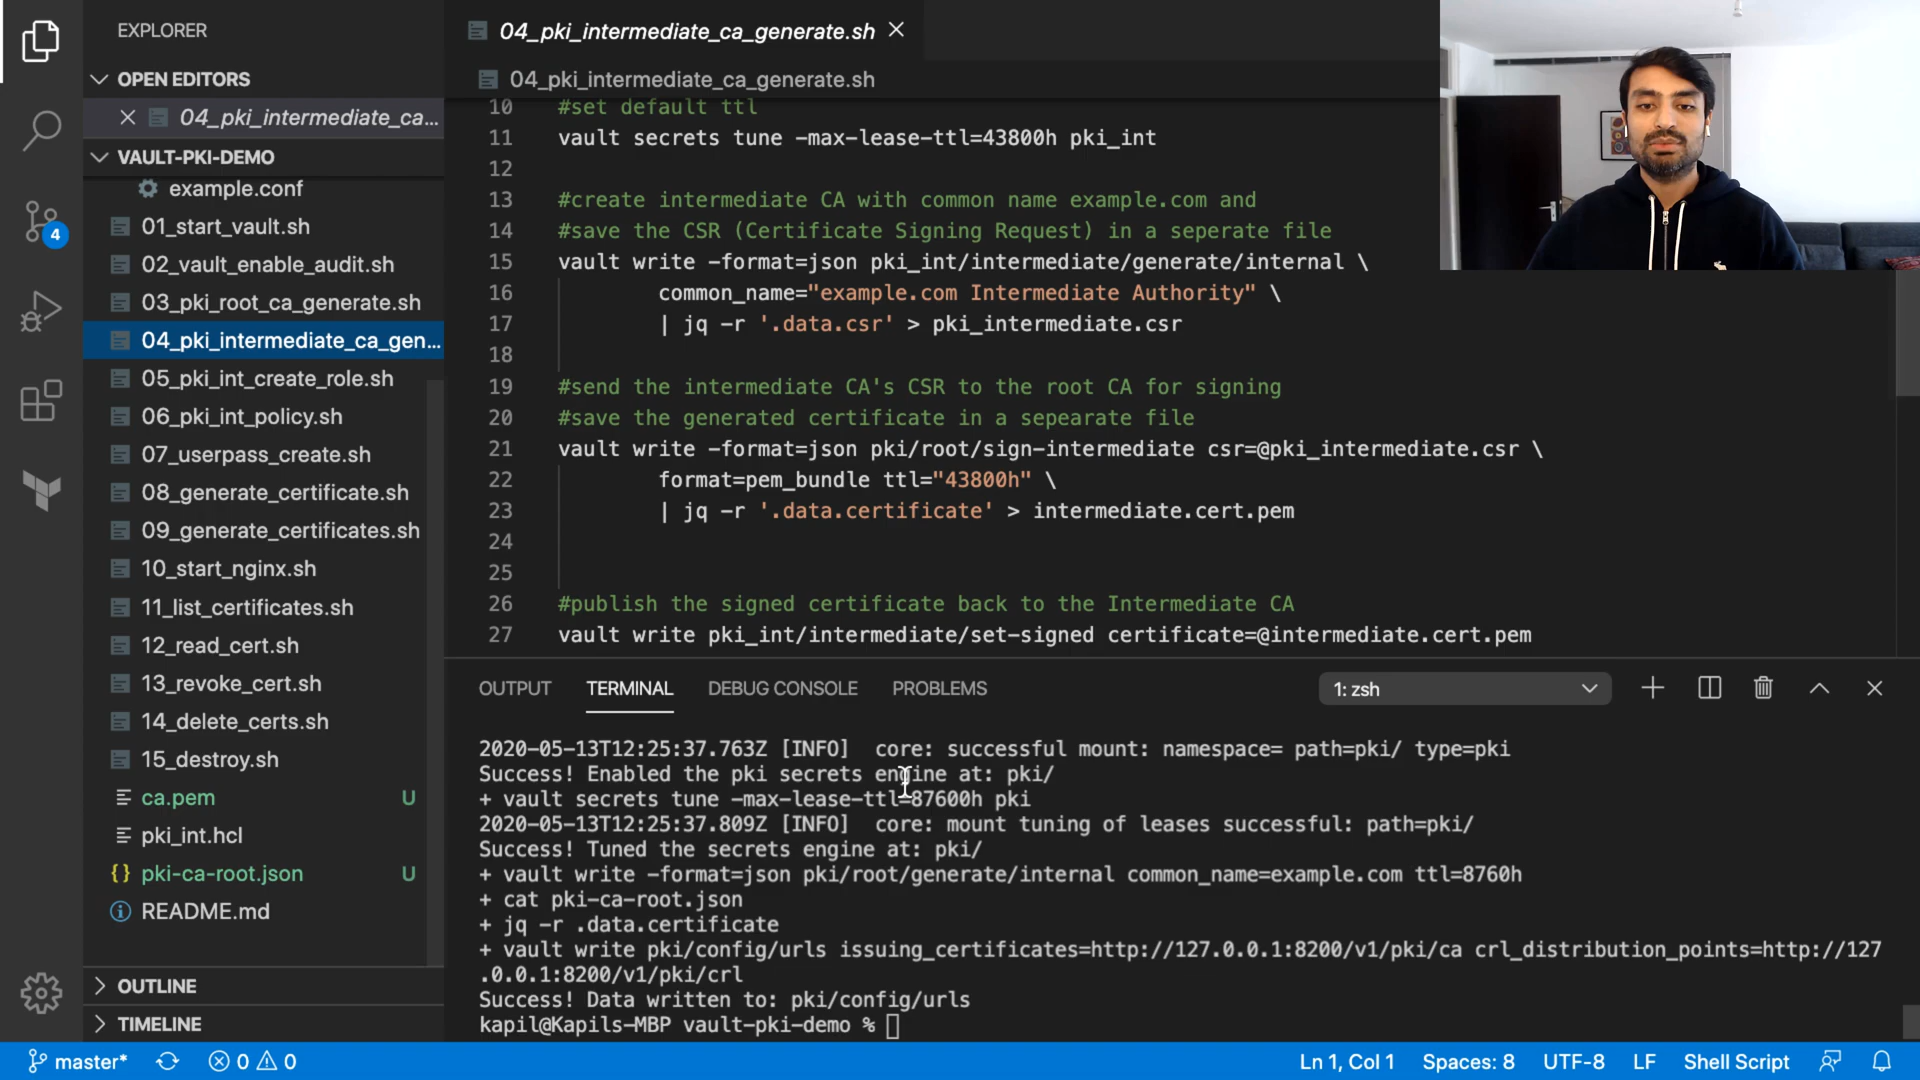 EXPLORER
OPEN EDITORS
04_pki_intermediate_ca...
VAULT-PKI-DEMO
example.conf
01_start_vault.sh
02_vault_enable_audit.sh
03_pki_root_ca_generate.sh
04_pki_intermediate_ca_gen...
05_pki_int_create_role.sh
06_pki_int_policy.sh
07_userpass_create.sh
08_generate_certificate.sh
09_generate_certificates.sh
10_start_nginx.sh
11_list_certificates.sh
12_read_cert.sh
13_revoke_cert.sh
14_delete_certs.sh
15_destroy.sh
ca.pem U
pki_int.hcl
{} pki-ca-root.json U
README.md
OUTLINE
TIMELINE
4
04_pki_intermediate_ca_generate.sh
04_pki_intermediate_ca_generate.sh
10 #set default ttl
11 vault secrets tune -max-lease-ttl=43800h pki_int
12
13 #create intermediate CA with common name example.com and
14 #save the CSR (Certificate Signing Request) in a seperate file
15 vault write -format=json pki_int/intermediate/generate/internal \
16 common_name="example.com Intermediate Authority" \
17 | jq -r '.data.csr' > pki_intermediate.csr
18
19 #send the intermediate CA's CSR to the root CA for signing
20 #save the generated certificate in a sepearate file
21 vault write -format=json pki/root/sign-intermediate csr=@pki_intermediate.csr \
22 format=pem_bundle ttl="43800h" \
23 | jq -r '.data.certificate' > intermediate.cert.pem
24
25
26 #publish the signed certificate back to the Intermediate CA
27 vault write pki_int/intermediate/set-signed certificate=@intermediate.cert.pem
OUTPUT TERMINAL DEBUG CONSOLE PROBLEMS 1: zsh
2020-05-13T12:25:37.763Z [INFO]  core: successful mount: namespace= path=pki/ type=pki
Success! Enabled the pki secrets engine at: pki/
+ vault secrets tune -max-lease-ttl=87600h pki
2020-05-13T12:25:37.809Z [INFO]  core: mount tuning of leases successful: path=pki/
Success! Tuned the secrets engine at: pki/
+ vault write -format=json pki/root/generate/internal common_name=example.com ttl=8760h
+ cat pki-ca-root.json
+ jq -r .data.certificate
+ vault write pki/config/urls issuing_certificates=http://127.0.0.1:8200/v1/pki/ca crl_distribution_points=http://127
.0.0.1:8200/v1/pki/crl
Success! Data written to: pki/config/urls
kapil@Kapils-MBP vault-pki-demo %
master* 0 0 Ln 1, Col 1 Spaces: 8 UTF-8 LF Shell Script